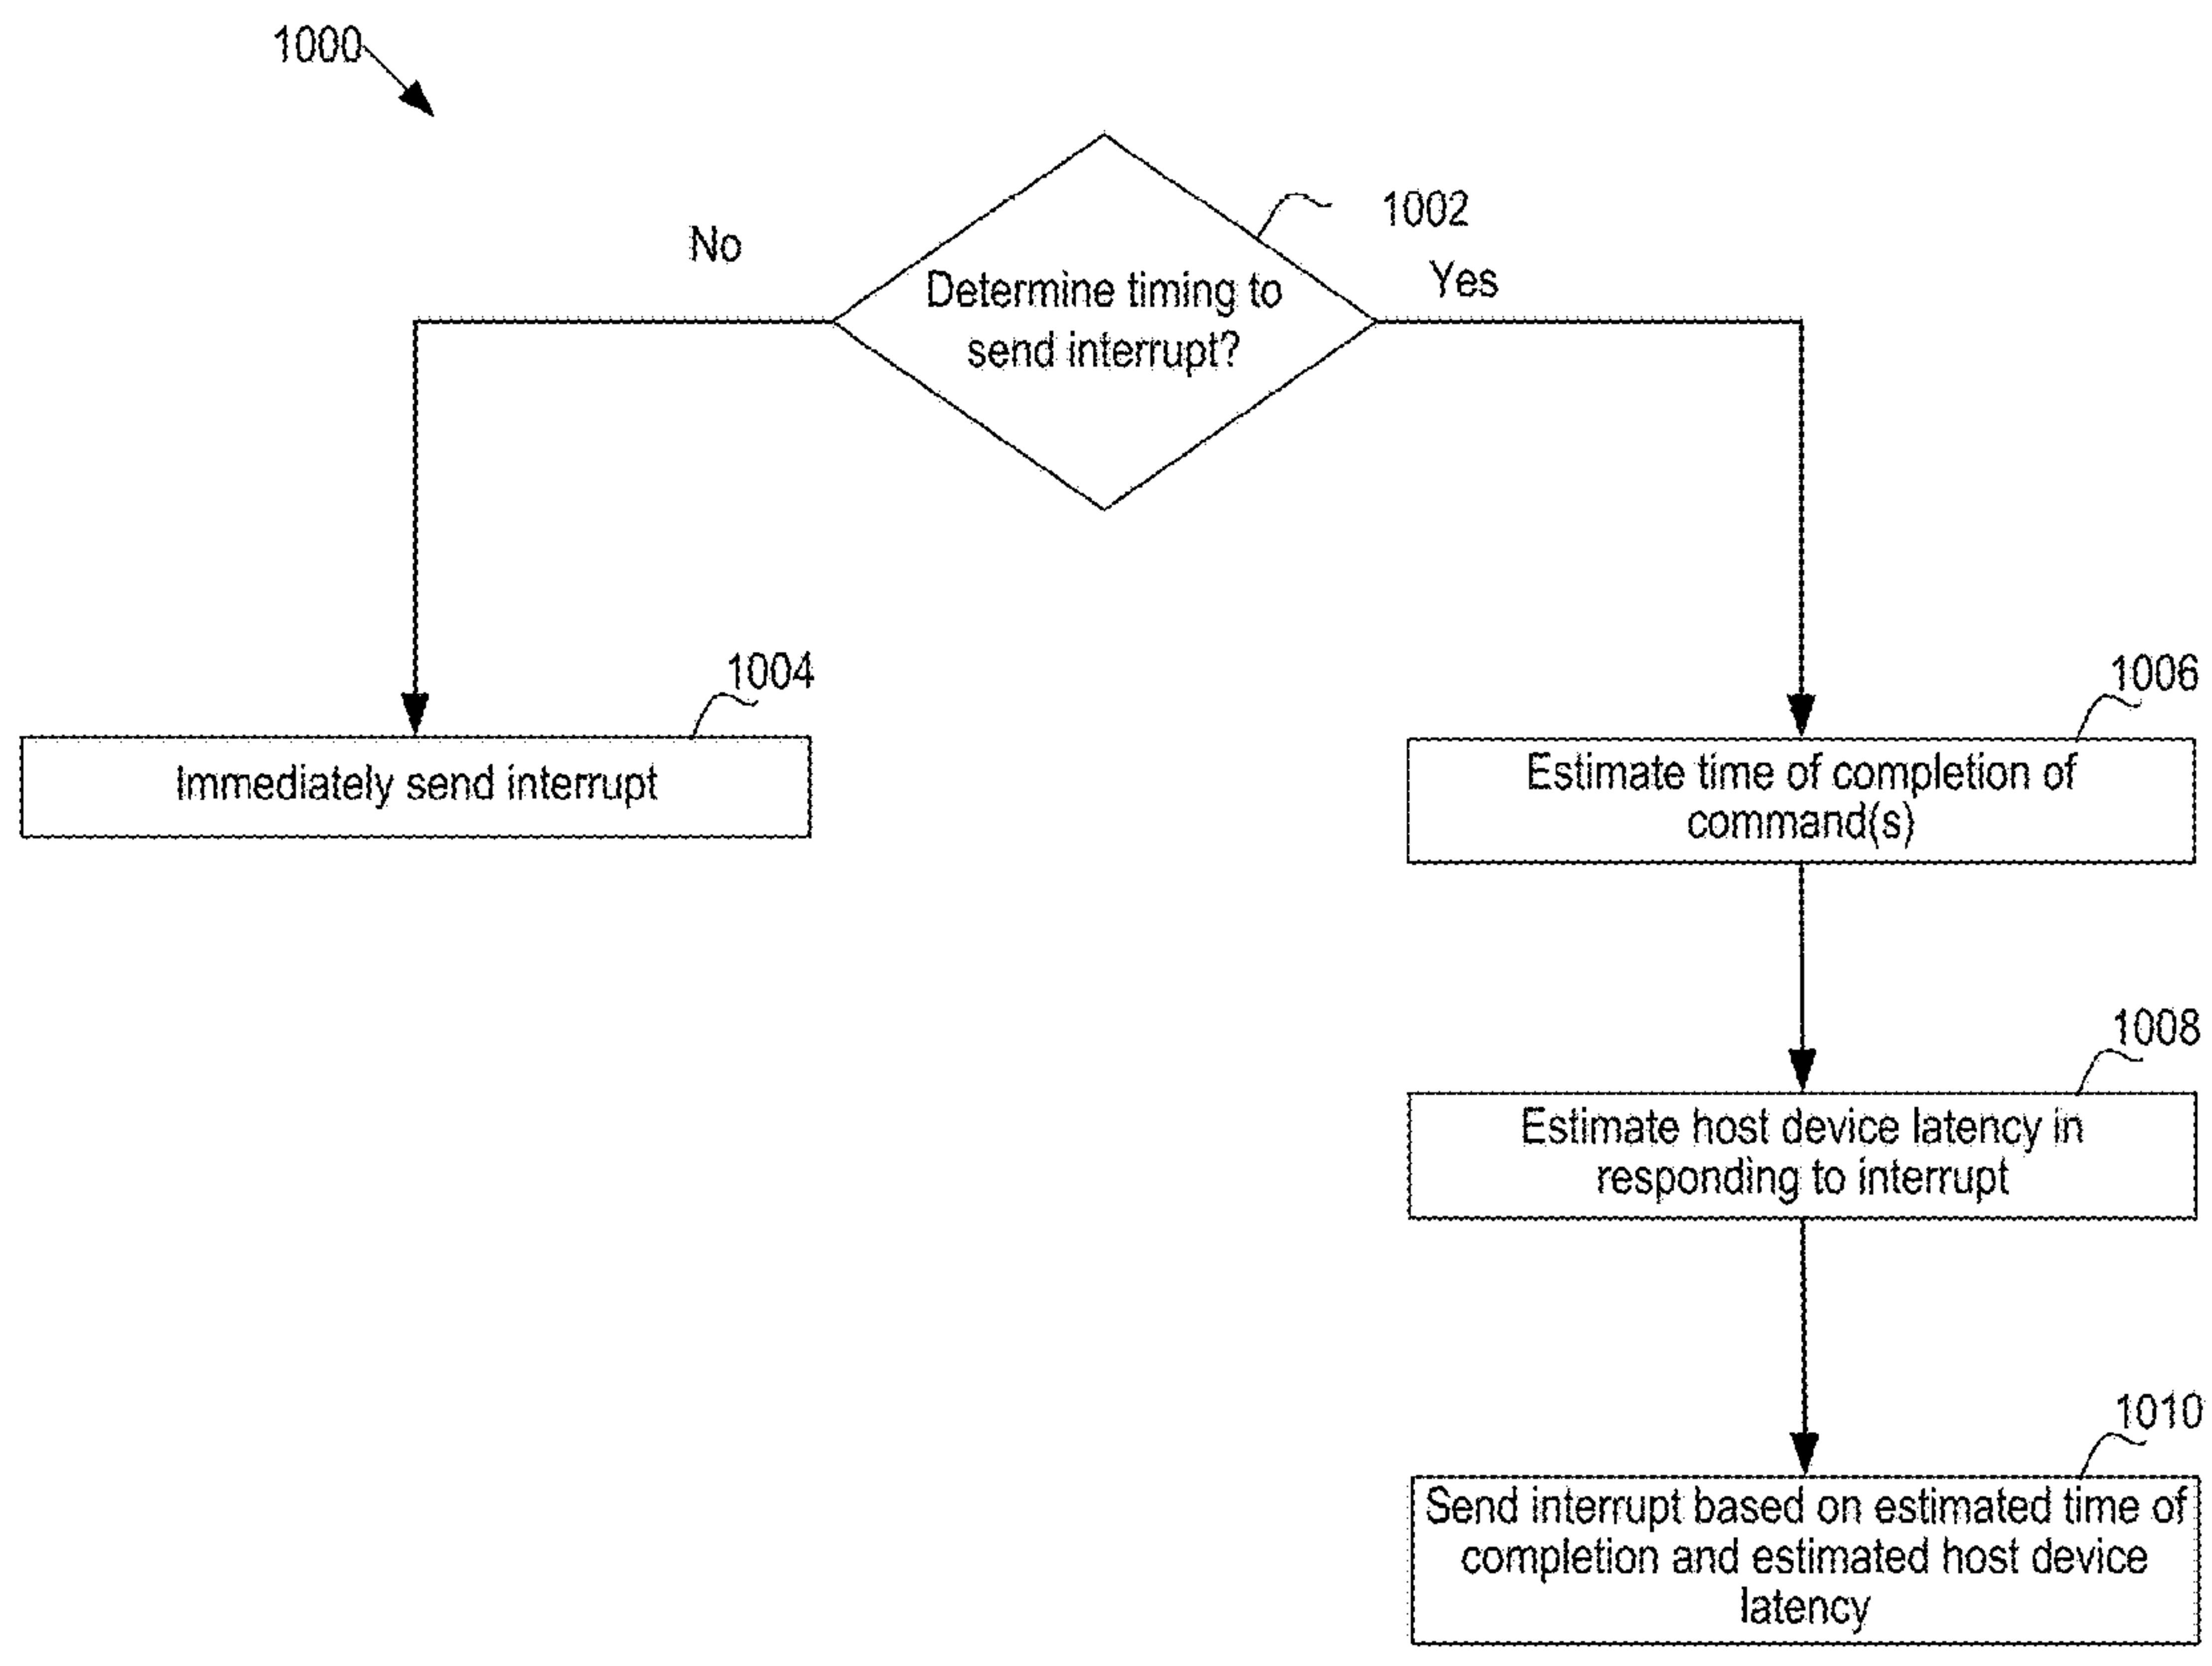 1000
1002
No
Yes
Determine timing to
send interrupt?
1004
1006
Immediately send interrupt
Estimate time of completion of
command(s)
1008
Estimate host device latency in
responding to interrupt
1010
Send interrupt based on estimated time of
completion and estimated host device
latency